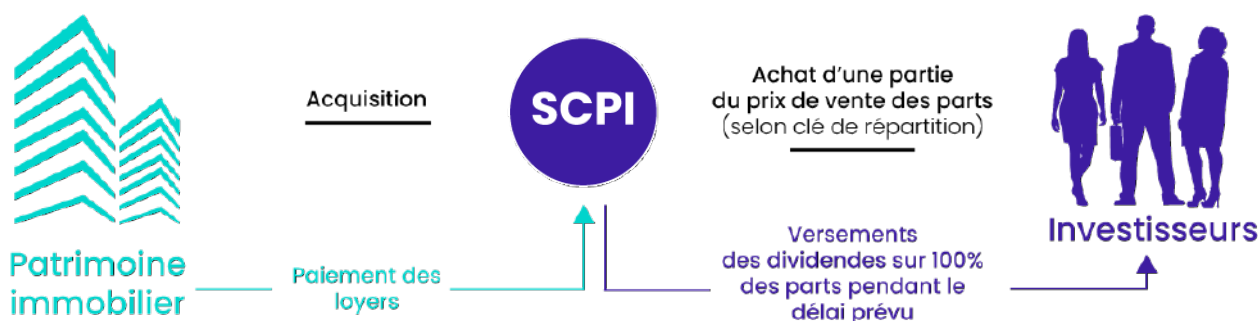 Acquisition
SCPI
Achat d'une partie
du prix de vente des parts
(selon clé de répartition)
Patrimoine
immobilier
Paiement des
loyers
Versements
des dividendes sur 100%
des parts pendant le
délai prévu
Investisseurs